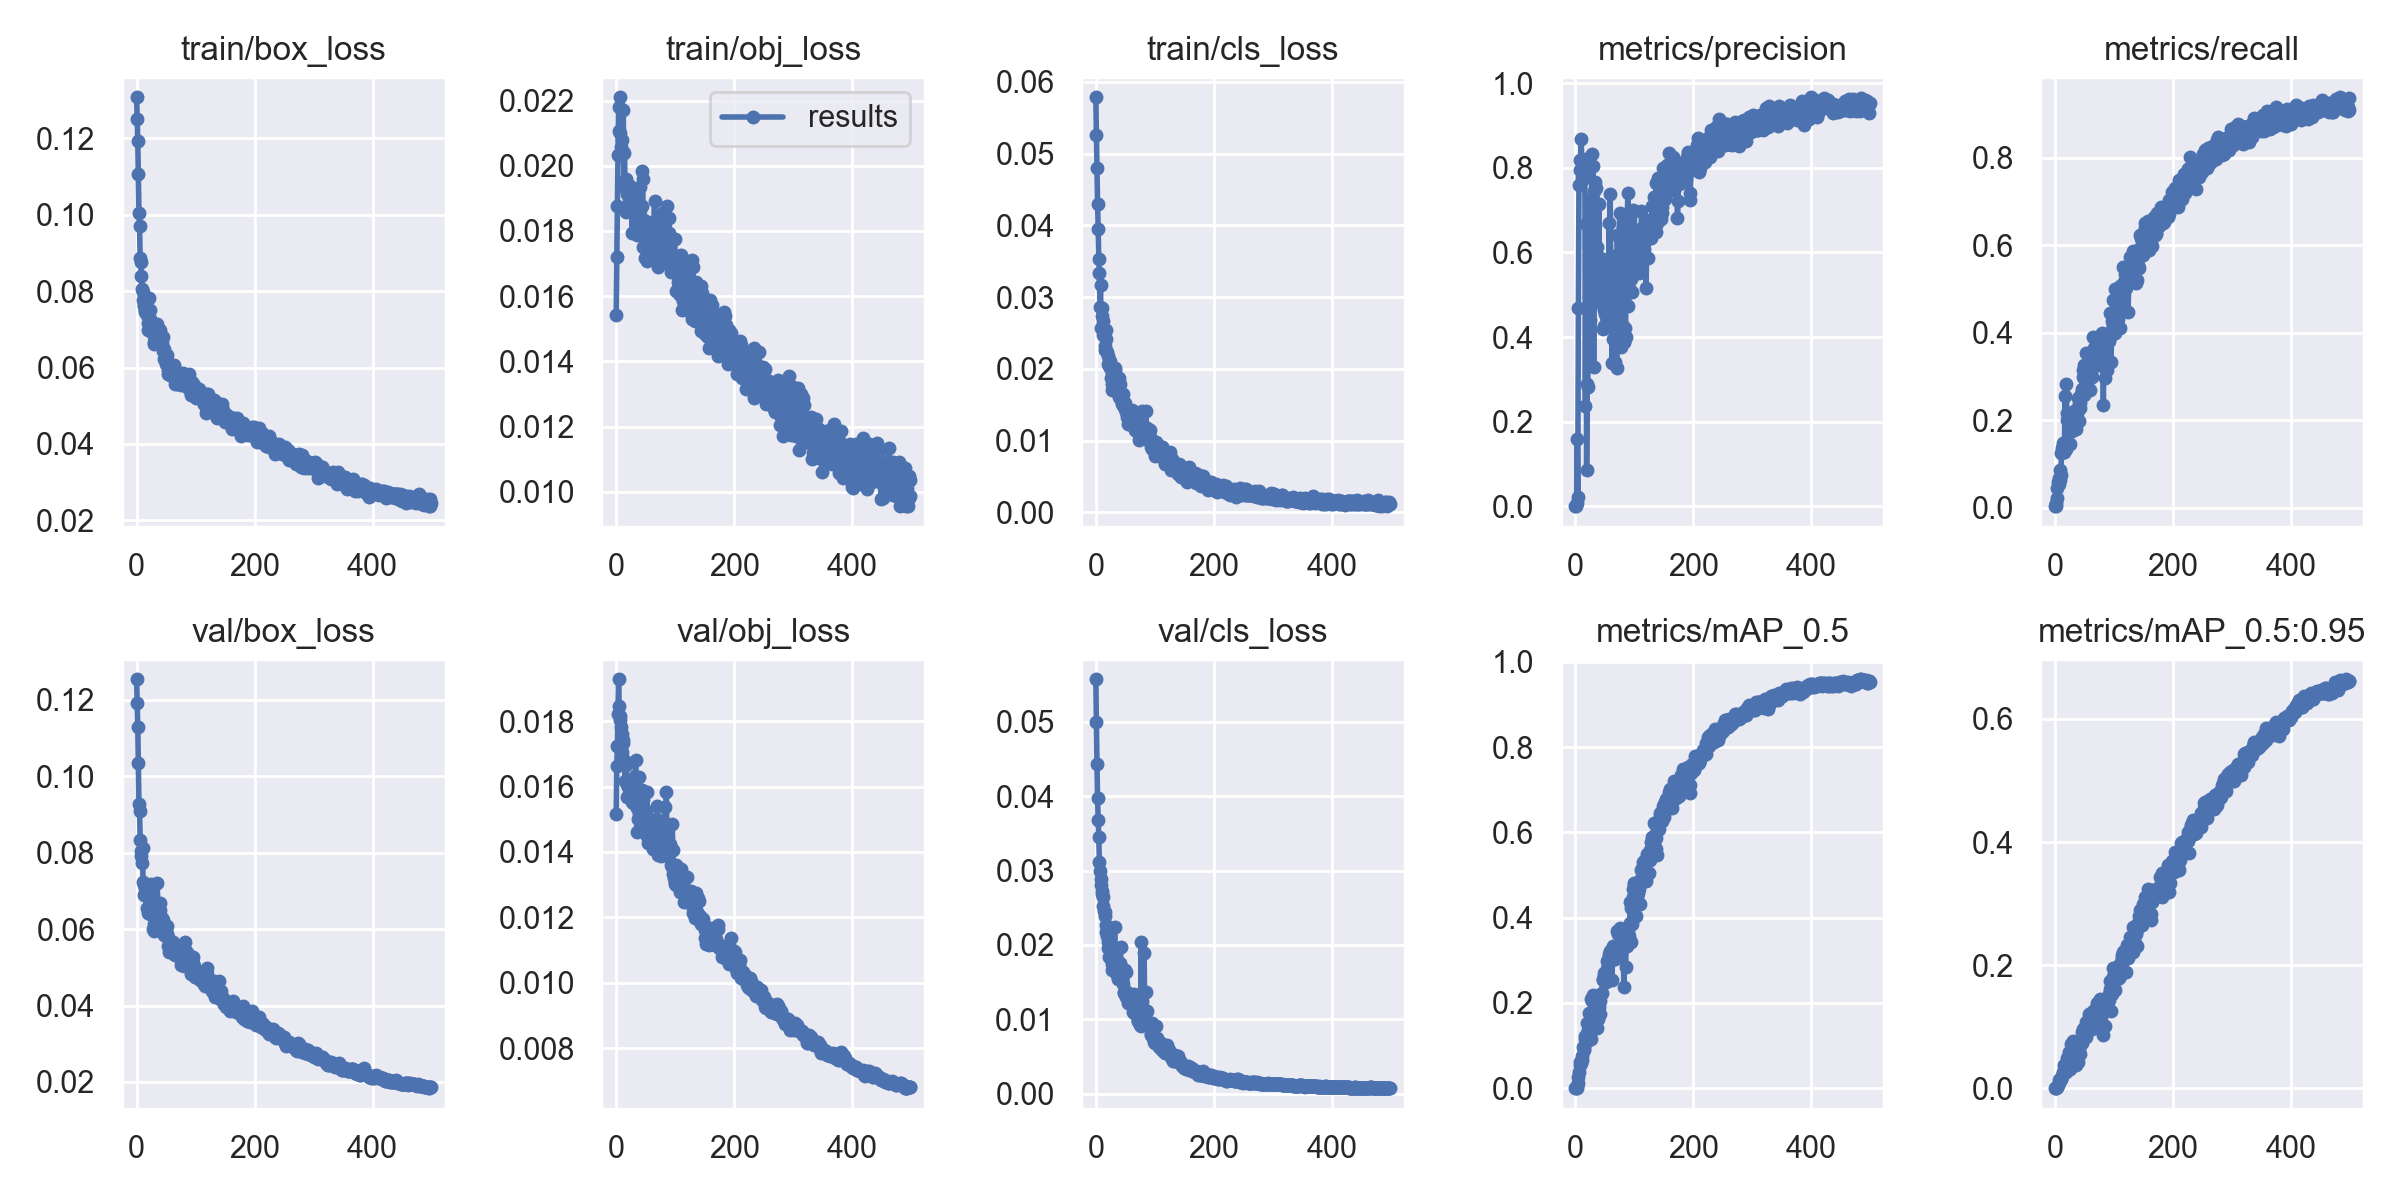 train/box_loss
0.12
0.10
0.08
0.06
0.04
0.02
0 200 400
train/obj_loss
results
0.022
0.020
0.018
0.016
0.014
0.012
0.010
0 200 400
train/cls_loss
0.06
0.05
0.04
0.03
0.02
0.01
0.00
0 200 400
metrics/precision
1.0
0.8
0.6
0.4
0.2
0.0
0 200 400
metrics/recall
0.8
0.6
0.4
0.2
0.0
0 200 400
val/box_loss
0.12
0.10
0.08
0.06
0.04
0.02
0 200 400
val/obj_loss
0.018
0.016
0.014
0.012
0.010
0.008
0 200 400
val/cls_loss
0.05
0.04
0.03
0.02
0.01
0.00
0 200 400
metrics/mAP_0.5
1.0
0.8
0.6
0.4
0.2
0.0
0 200 400
metrics/mAP_0.5:0.95
0.6
0.4
0.2
0.0
0 200 400